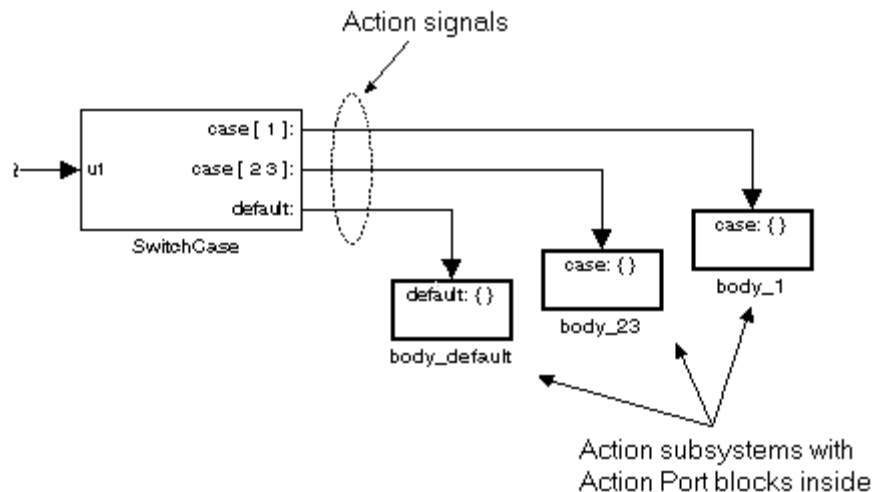 Action signals
case [ 1 ]:
u1
case [ 2 3 ]:
default:
SwitchCase
case: { }
body_1
case: { }
body_23
default: { }
body_default
Action subsystems with
Action Port blocks inside